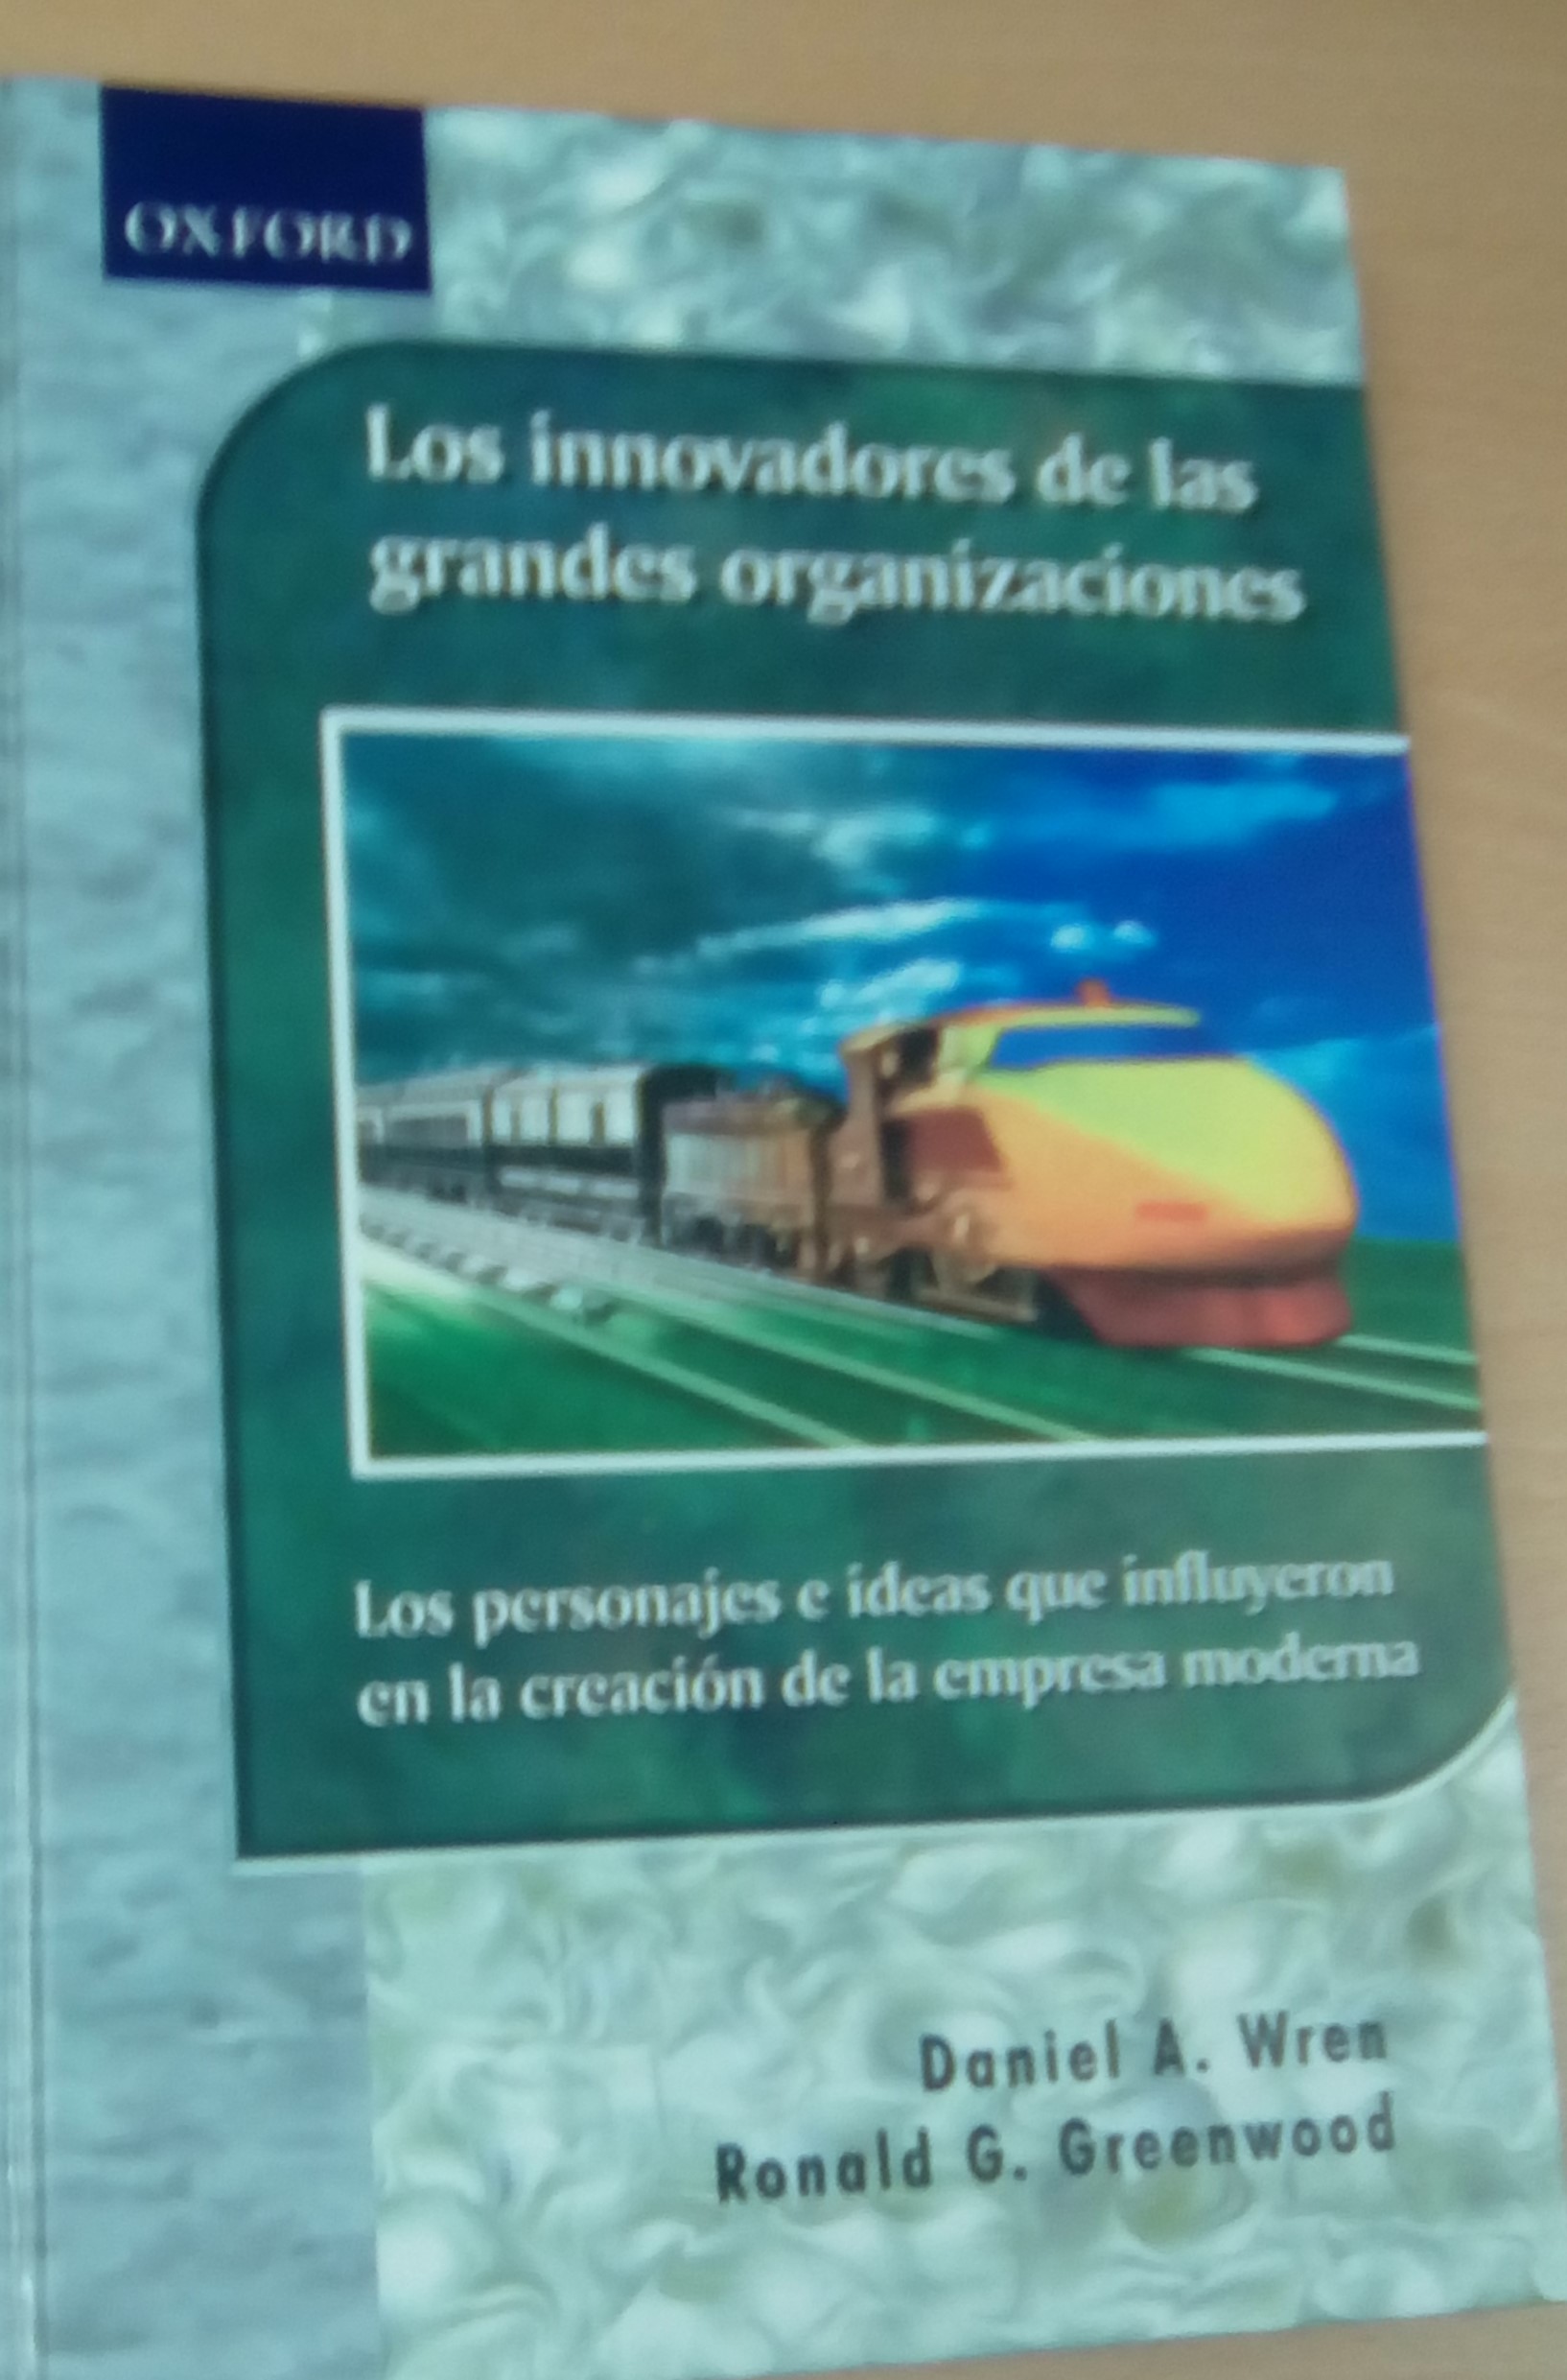 OXFORD
Los innovadores de las
grandes organizaciones
Los personajes e ideas que influyeron
en la creación de la empresa moderna
Daniel A. Wren
Ronald G. Greenwood